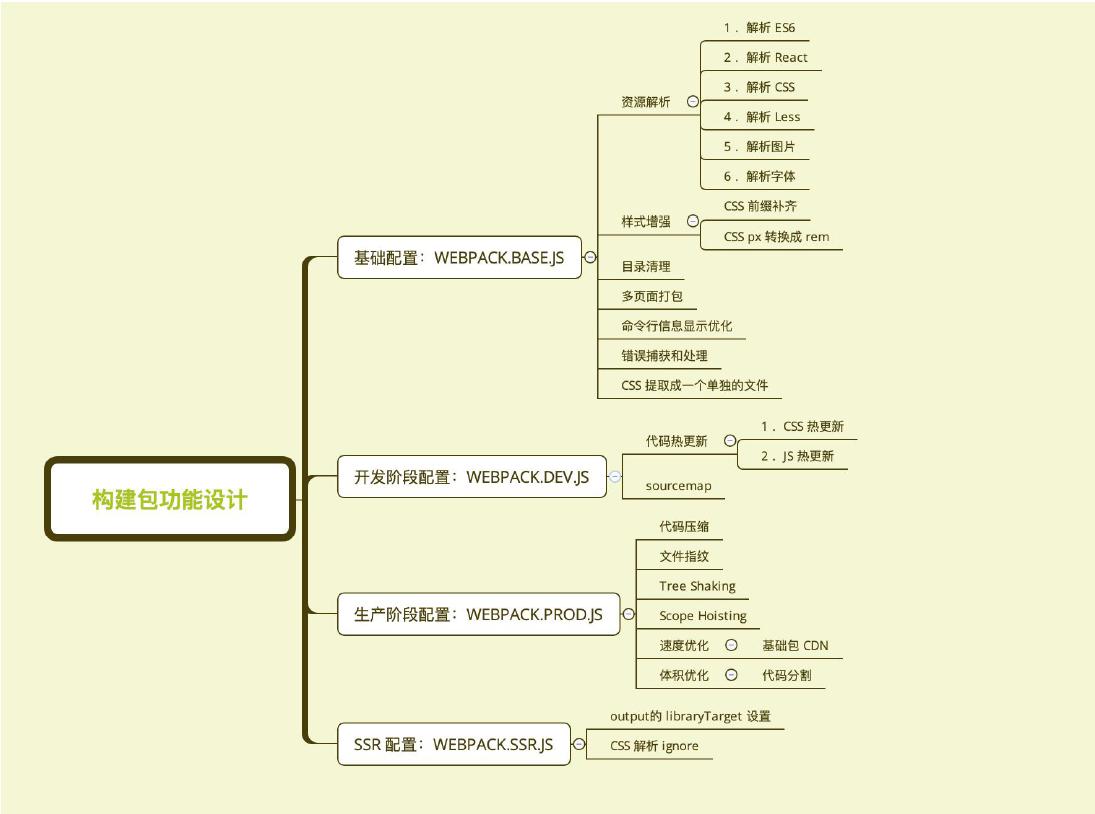 构建包功能设计
基础配置：WEBPACK.BASE.JS
资源解析
1．解析 ES6
2．解析 React
3．解析 CSS
4．解析 Less
5．解析图片
6．解析字体
样式增强
CSS 前缀补齐
CSS px 转换成 rem
目录清理
多页面打包
命令行信息显示优化
错误捕获和处理
CSS 提取成一个单独的文件
开发阶段配置：WEBPACK.DEV.JS
代码热更新
1．CSS 热更新
2．JS 热更新
sourcemap
生产阶段配置：WEBPACK.PROD.JS
代码压缩
文件指纹
Tree Shaking
Scope Hoisting
速度优化
基础包 CDN
体积优化
代码分割
SSR 配置：WEBPACK.SSR.JS
output的 libraryTarget 设置
CSS 解析 ignore